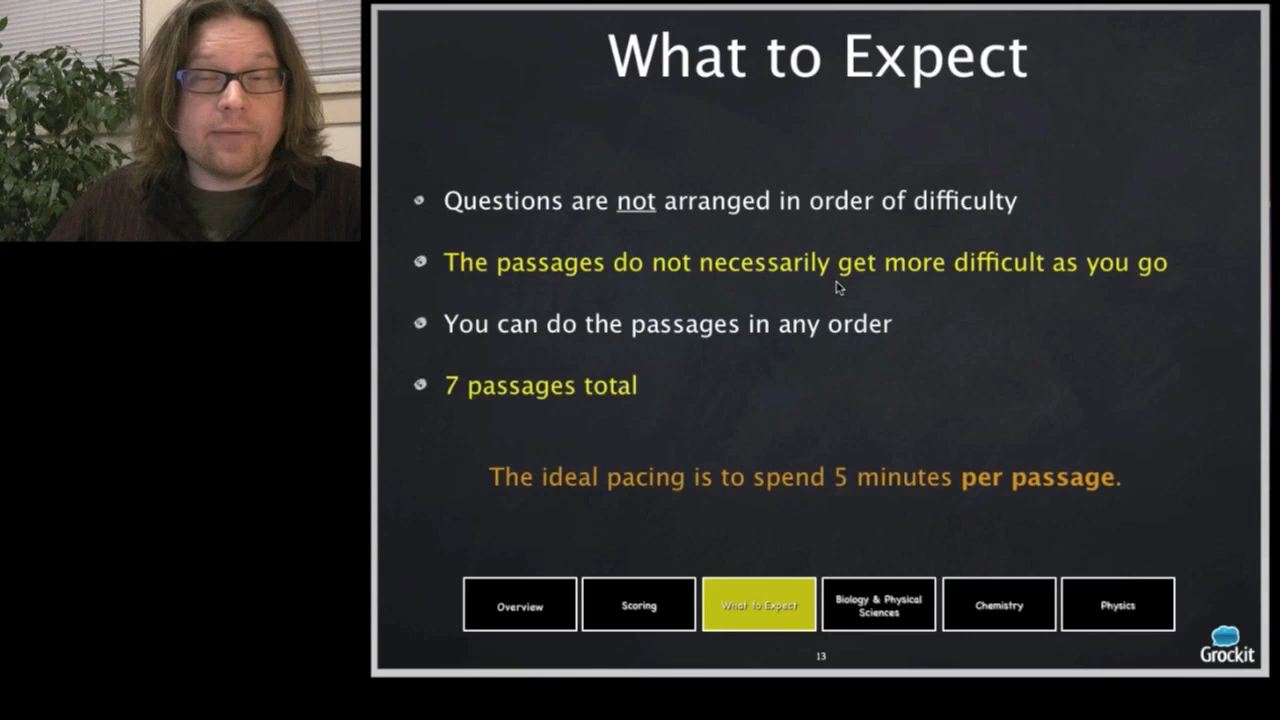 What to Expect
Questions are not arranged in order of difficulty
The passages do not necessarily get more difficult as you go
You can do the passages in any order
7 passages total
The ideal pacing is to spend 5 minutes per passage.
Overview
Scoring
What to Expect
Biology & Physical
Sciences
Chemistry
Physics
13
Grockit